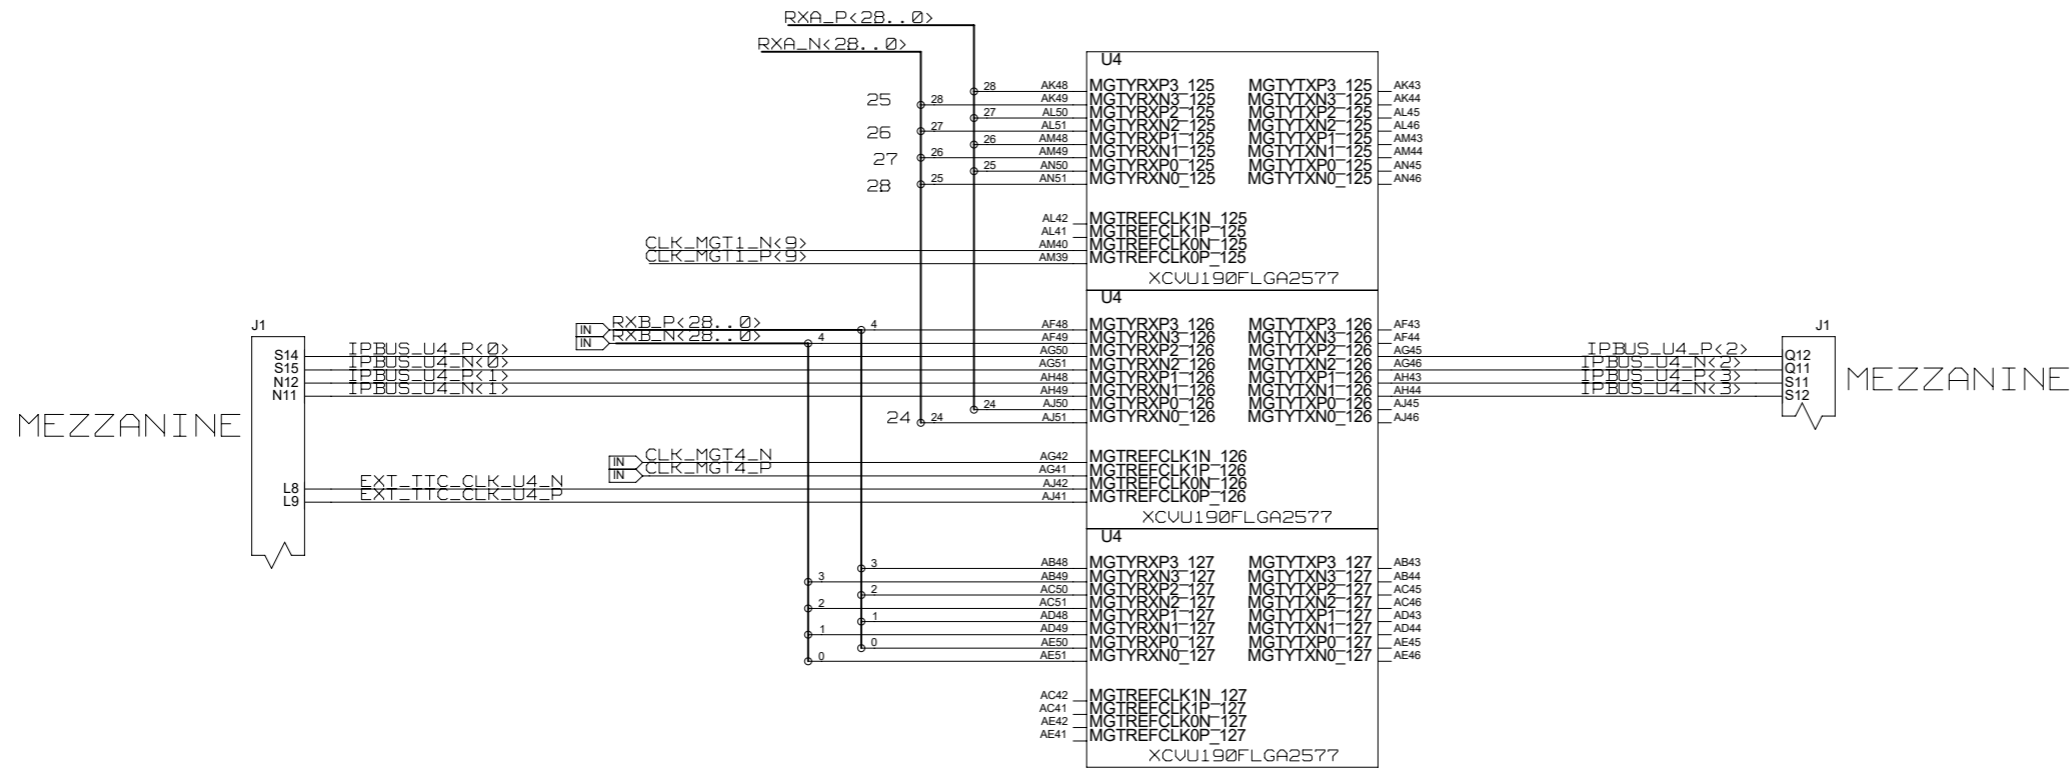 RXA_P<28..0>
RXA_N<28..0>
U4
28 AK48 MGTYRXP3_125 MGTYTXP3_125 AK43
25 28 AK49 MGTYRXN3_125 MGTYTXN3_125 AK44
27 AL50 MGTYRXP2_125 MGTYTXP2_125 AL45
26 27 AL51 MGTYRXN2_125 MGTYTXN2_125 AL46
26 AM48 MGTYRXP1_125 MGTYTXP1_125 AM43
27 26 AM49 MGTYRXN1_125 MGTYTXN1_125 AM44
25 AN50 MGTYRXP0_125 MGTYTXP0_125 AN45
28 25 AN51 MGTYRXN0_125 MGTYTXN0_125 AN46
AL42 MGTREFCLK1N_125
AL41 MGTREFCLK1P_125
CLK_MGT1_N<9> AM40 MGTREFCLK0N_125
CLK_MGT1_P<9> AM39 MGTREFCLK0P_125
XCVU190FLGA2577
U4
IN RXB_P<28..0> 4 AF48 MGTYRXP3_126 MGTYTXP3_126 AF43
IN RXB_N<28..0> 4 AF49 MGTYRXN3_126 MGTYTXN3_126 AF44
J1 J1
S14 IPBUS_U4_P<0> AG50 MGTYRXP2_126 MGTYTXP2_126 AG45 IPBUS_U4_P<2> Q12
S15 IPBUS_U4_N<0> AG51 MGTYRXN2_126 MGTYTXN2_126 AG46 IPBUS_U4_N<2> Q11
N12 IPBUS_U4_P<1> AH48 MGTYRXP1_126 MGTYTXP1_126 AH43 IPBUS_U4_P<3> S11
N11 IPBUS_U4_N<1> AH49 MGTYRXN1_126 MGTYTXN1_126 AH44 IPBUS_U4_N<3> S12
MEZZANINE
24 AJ50 MGTYRXP0_126 MGTYTXP0_126 AJ45
24 24 AJ51 MGTYRXN0_126 MGTYTXN0_126 AJ46
MEZZANINE
IN CLK_MGT4_N AG42 MGTREFCLK1N_126
IN CLK_MGT4_P AG41 MGTREFCLK1P_126
L8 EXT_TTC_CLK_U4_N AJ42 MGTREFCLK0N_126
L9 EXT_TTC_CLK_U4_P AJ41 MGTREFCLK0P_126
XCVU190FLGA2577
U4
3 AB48 MGTYRXP3_127 MGTYTXP3_127 AB43
3 AB49 MGTYRXN3_127 MGTYTXN3_127 AB44
2 AC50 MGTYRXP2_127 MGTYTXP2_127 AC45
2 AC51 MGTYRXN2_127 MGTYTXN2_127 AC46
1 AD48 MGTYRXP1_127 MGTYTXP1_127 AD43
1 AD49 MGTYRXN1_127 MGTYTXN1_127 AD44
0 AE50 MGTYRXP0_127 MGTYTXP0_127 AE45
0 AE51 MGTYRXN0_127 MGTYTXN0_127 AE46
AC42 MGTREFCLK1N_127
AC41 MGTREFCLK1P_127
AE42 MGTREFCLK0N_127
AE41 MGTREFCLK0P_127
XCVU190FLGA2577